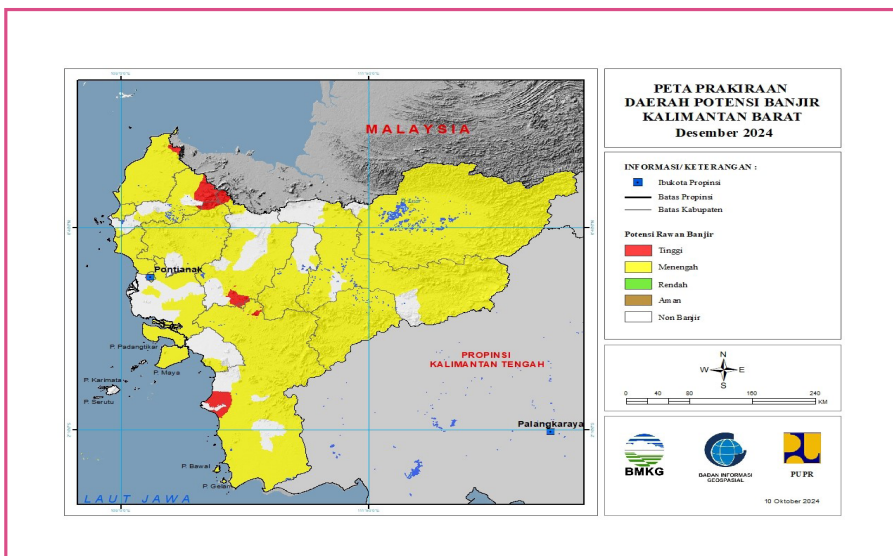 PETA PRAKIRAAN
DAERAH POTENSI BANJIR
KALIMANTAN BARAT
Desember 2024
INFORMASI/KETERANGAN :
Ibukota Propinsi
Batas Propinsi
Batas Kabupaten
Potensi Rawan Banjir
Tinggi
Menengah
Rendah
Aman
Non Banjir
N
W E
S
0 40 80 160 240
KM
BMKG
BADAN INFORMASI
GEOSPASIAL
PUPR
10 Oktober 2024
MALAYSIA
Pontianak
P. Padangtikar
P. Maya
P. Karimata
P. Serutu
PROPINSI
KALIMANTAN TENGAH
Palangkaraya
P. Bawal
P. Gelam
LAUT JAWA